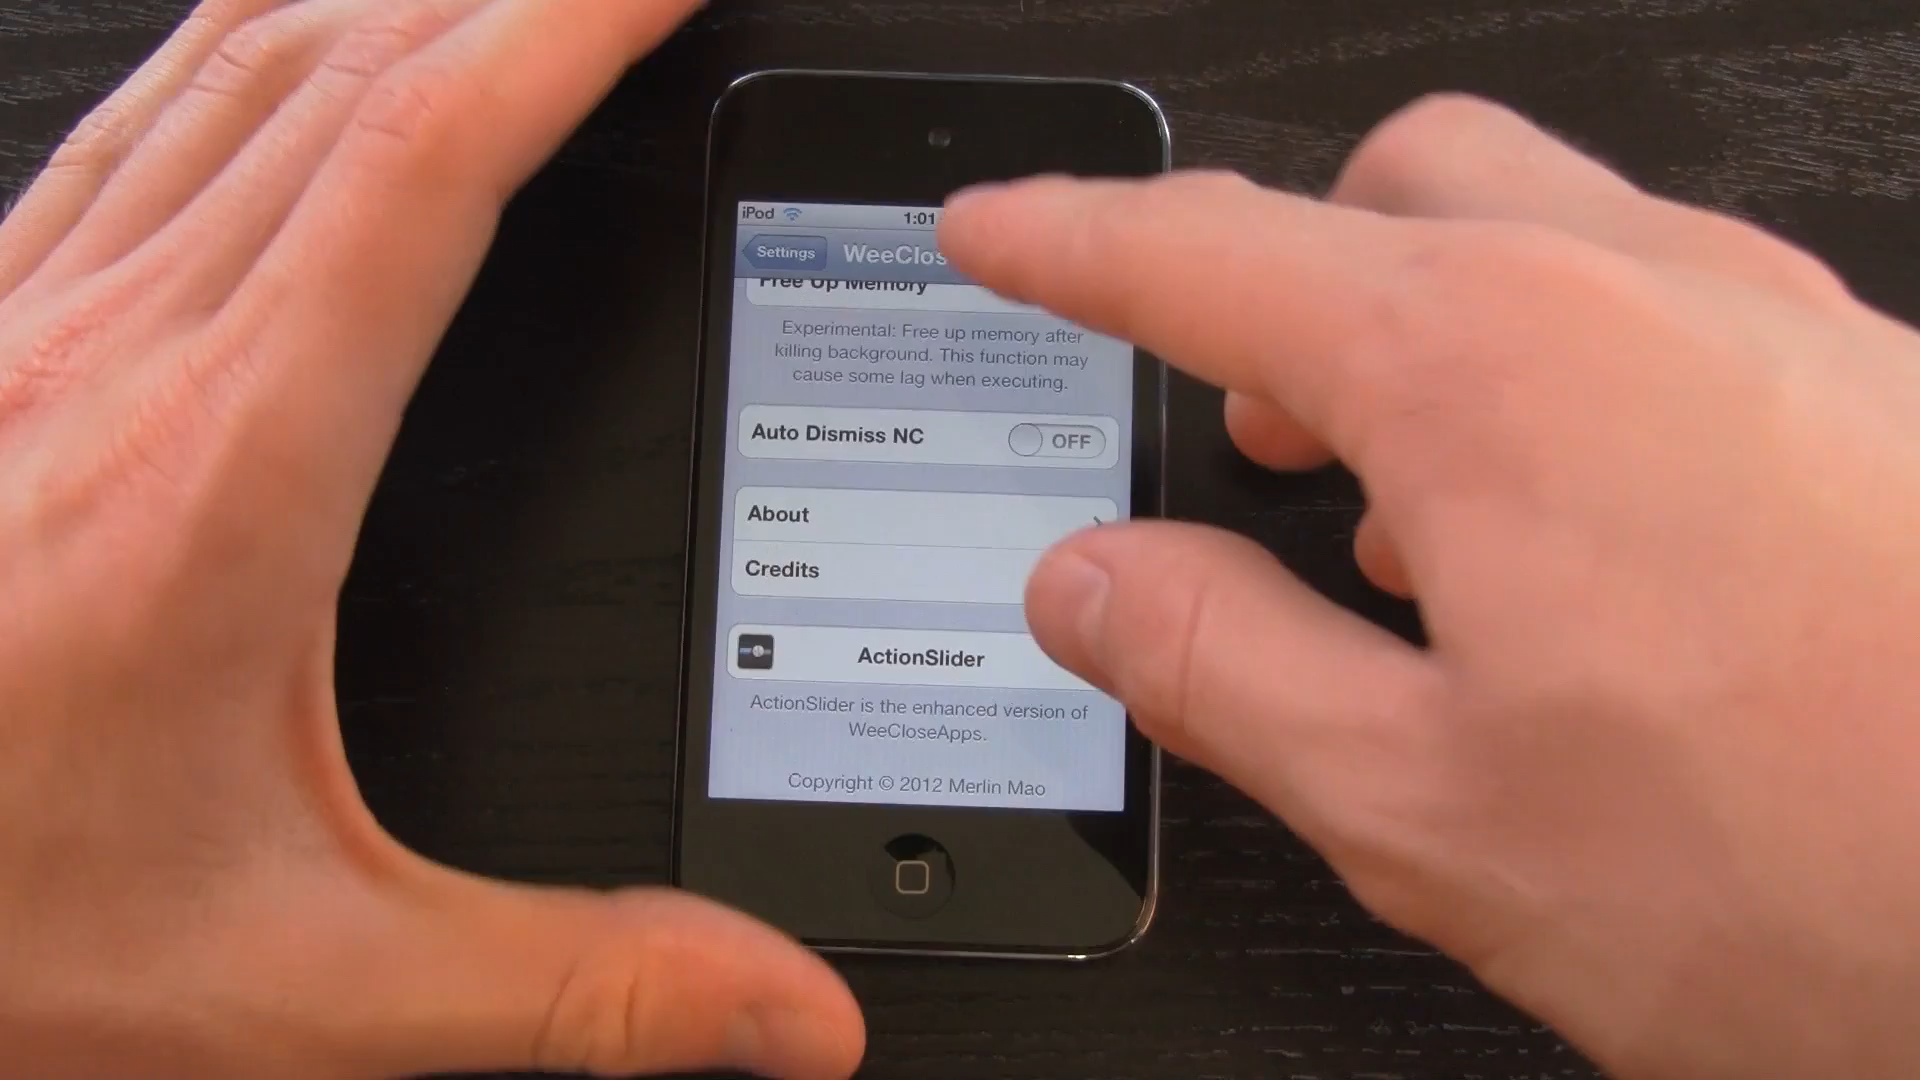 iPod 1:01
Settings WeeClos
Free Up Memory
Experimental: Free up memory after
killing background. This function may
cause some lag when executing.
Auto Dismiss NC OFF
About
Credits
ActionSlider
ActionSlider is the enhanced version of
WeeCloseApps.
Copyright © 2012 Merlin Mao